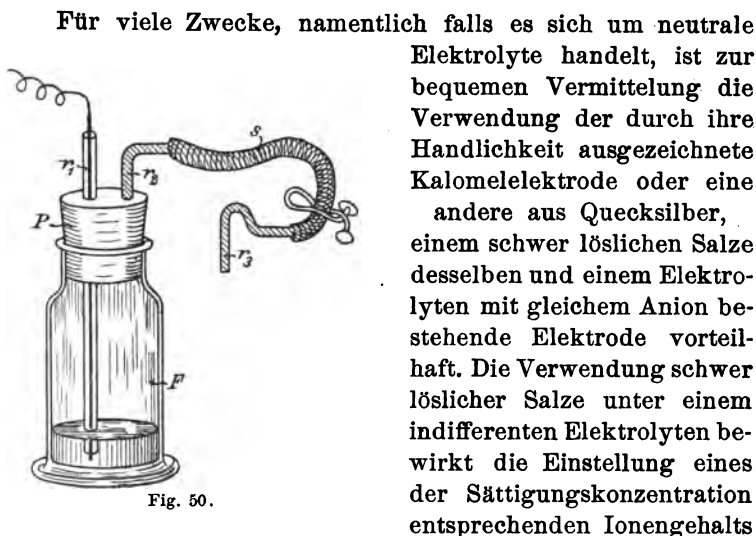 Für viele Zwecke, namentlich falls es sich um neutrale
Elektrolyte handelt, ist zur
bequemen Vermittelung die
Verwendung der durch ihre
Handlichkeit ausgezeichnete
Kalomelelektrode oder eine
andere aus Quecksilber,
einem schwer löslichen Salze
desselben und einem Elektro-
lyten mit gleichem Anion be-
stehende Elektrode vorteil-
haft. Die Verwendung schwer
löslicher Salze unter einem
indifferenten Elektrolyten be-
wirkt die Einstellung eines
der Sättigungskonzentration
entsprechenden Ionengehalts
s
r1
r2
P
r3
F
Fig. 50.